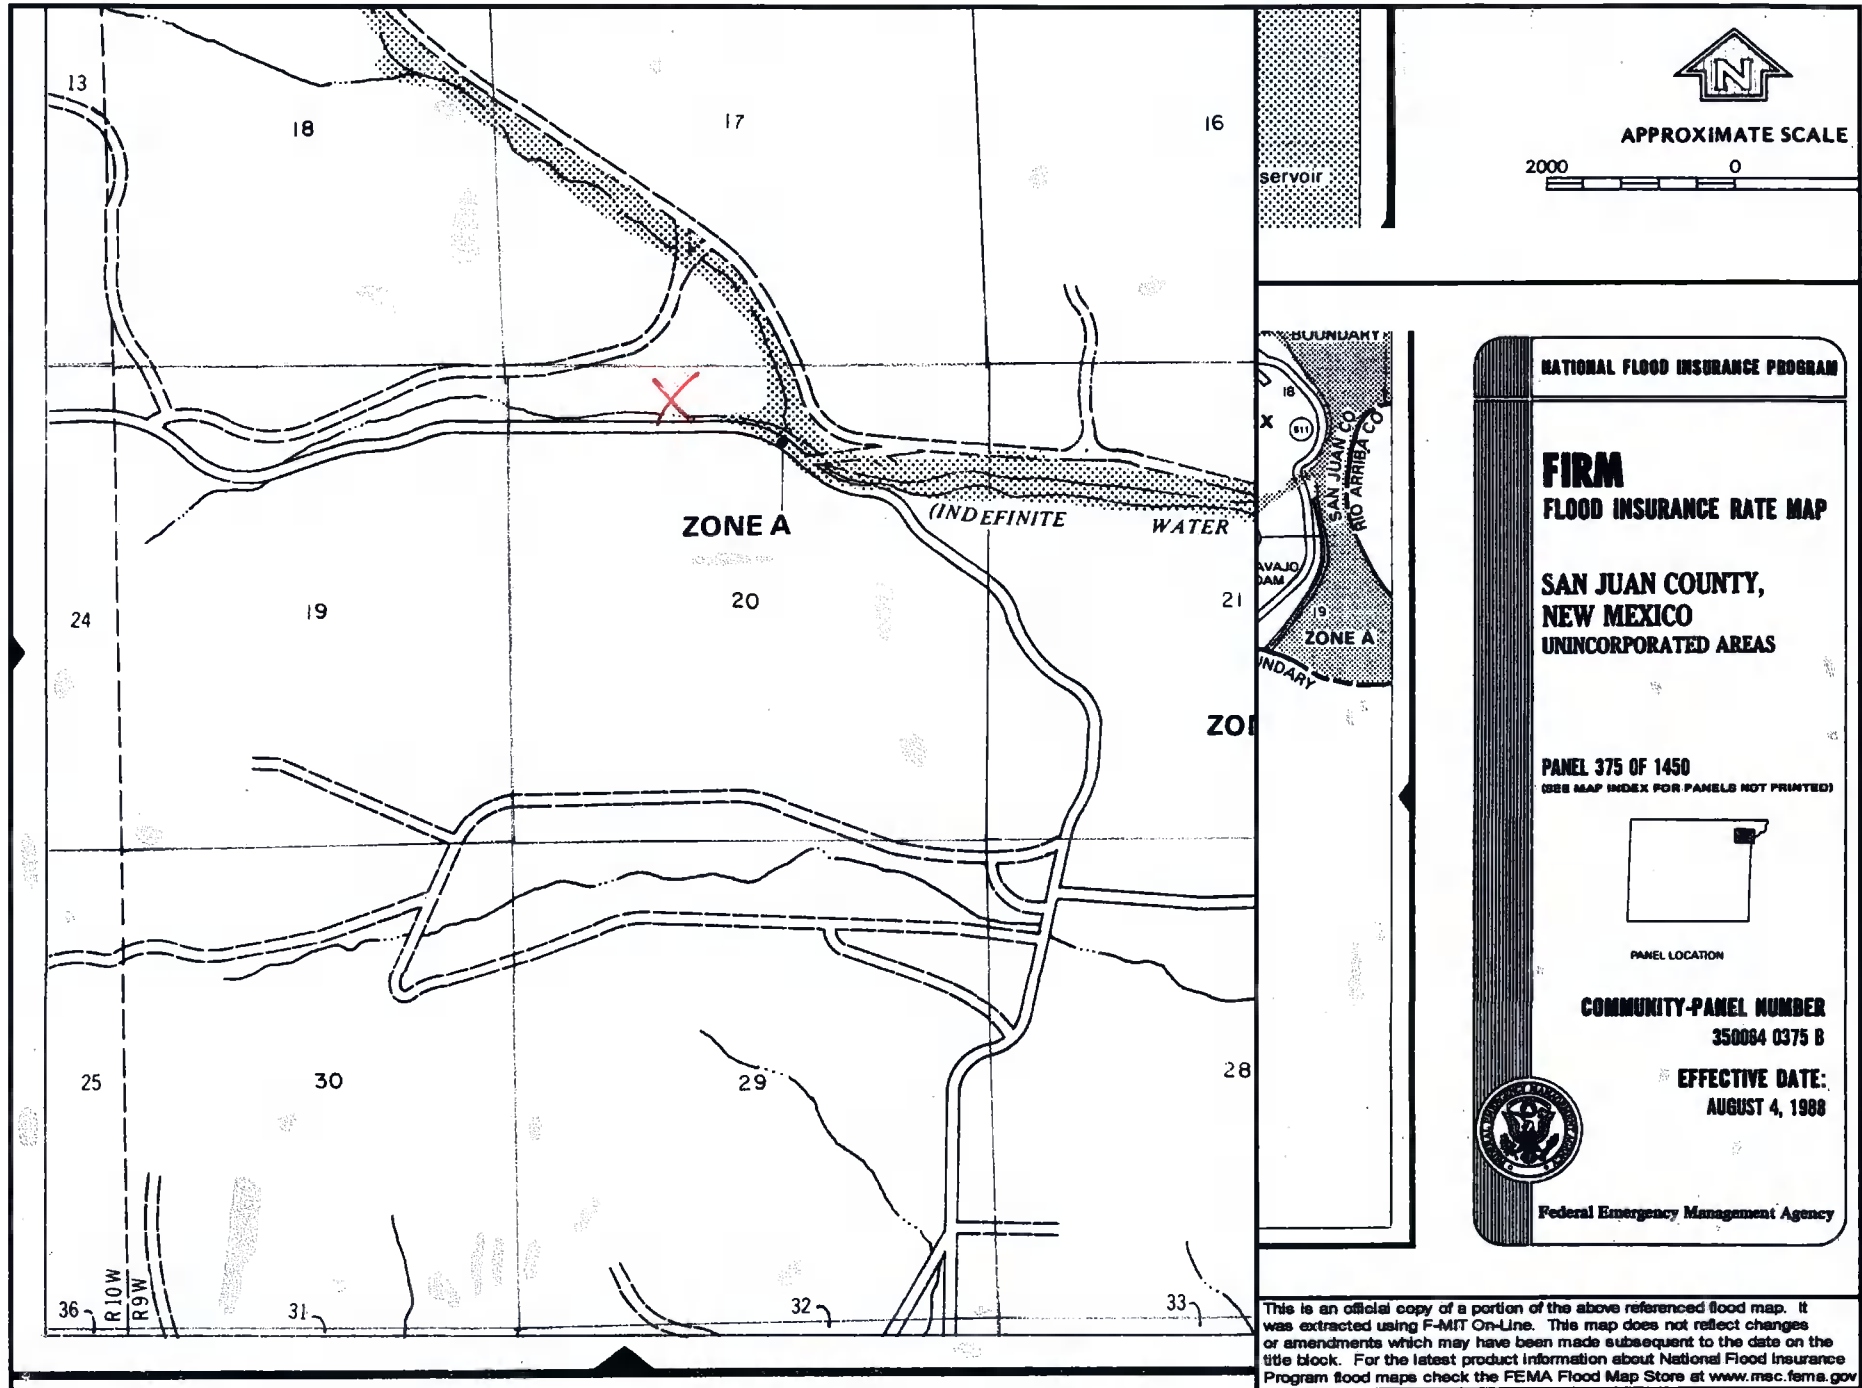 13
18
17
16
24
19
20
21
ZONE A
(INDEFINITE WATER
25
30
29
28
36
R10W
R9W
31
32
33
servoir
N
APPROXIMATE SCALE
2000 0
BOUNDARY
18
X
511
SAN JUAN CO
RIO ARRIBA CO
19
ZONE A
NATIONAL FLOOD INSURANCE PROGRAM
FIRM
FLOOD INSURANCE RATE MAP
SAN JUAN COUNTY,
NEW MEXICO
UNINCORPORATED AREAS
PANEL 375 OF 1450
(SEE MAP INDEX FOR PANELS NOT PRINTED)
PANEL LOCATION
COMMUNITY-PANEL NUMBER
350064 0375 B
EFFECTIVE DATE:
AUGUST 4, 1988
Federal Emergency Management Agency
This is an official copy of a portion of the above referenced flood map. It
was extracted using F-MIT On-Line. This map does not reflect changes
or amendments which may have been made subsequent to the date on the
title block. For the latest product information about National Flood Insurance
Program flood maps check the FEMA Flood Map Store at www.msc.fema.gov